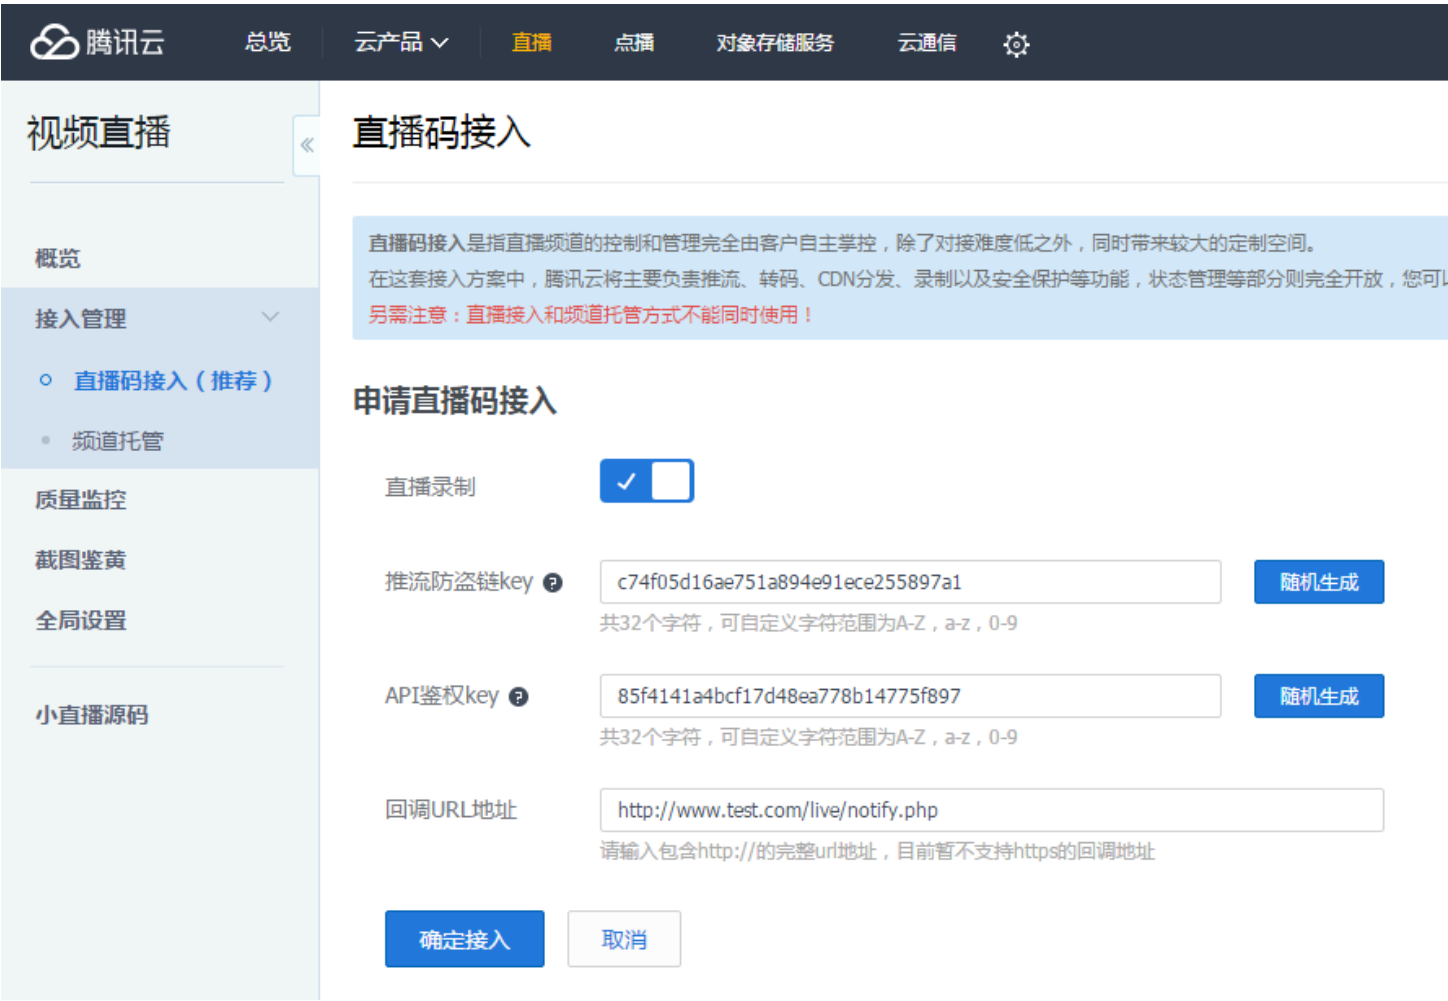 腾讯云
总览
云产品
直播
点播
对象存储服务
云通信
视频直播
概览
接入管理
直播码接入（推荐）
频道托管
质量监控
截图鉴黄
全局设置
小直播源码
直播码接入
直播码接入是指直播频道的控制和管理完全由客户自主掌控，除了对接难度低之外，同时带来较大的定制空间。
在这套接入方案中，腾讯云将主要负责推流、转码、CDN分发、录制以及安全保护等功能，状态管理等部分则完全开放，您可
另需注意：直播接入和频道托管方式不能同时使用！
申请直播码接入
直播录制
推流防盗链key
c74f05d16ae751a894e91ece255897a1
随机生成
共32个字符，可自定义字符范围为A-Z，a-z，0-9
API鉴权key
85f4141a4bcf17d48ea778b14775f897
随机生成
共32个字符，可自定义字符范围为A-Z，a-z，0-9
回调URL地址
http://www.test.com/live/notify.php
请输入包含http://的完整url地址，目前暂不支持https的回调地址
确定接入
取消